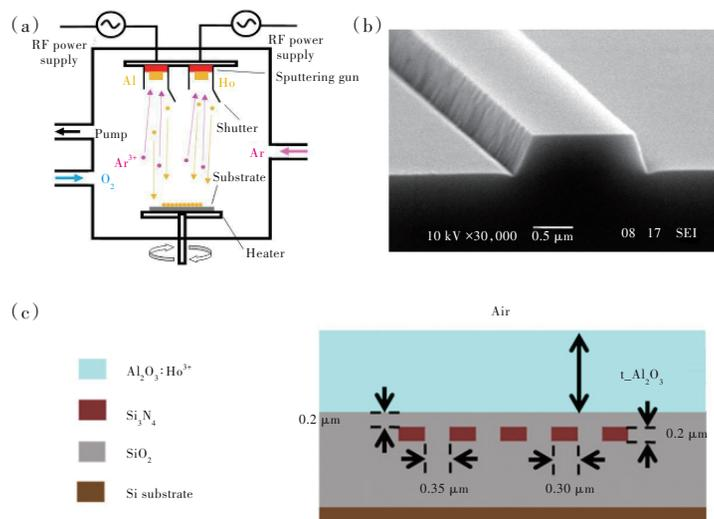 (a)
RF power
supply
RF power
supply
Al
Ho
Sputtering gun
Shutter
Pump
Ar³⁺
Ar
O₂
Substrate
Heater
(b)
10 kV ×30,000 0.5 μm 08 17 SEI
(c)
Air
Al₂O₃:Ho³⁺
Si₃N₄
SiO₂
Si substrate
t_Al₂O₃
0.2 μm
0.2 μm
0.35 μm
0.30 μm